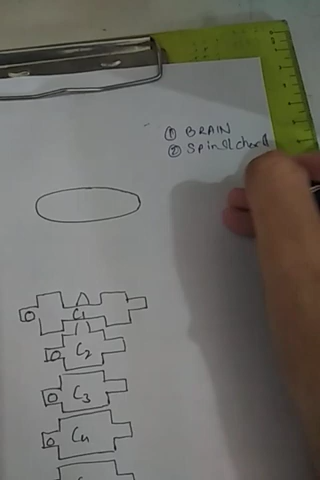 ① BRAIN
② Spinal chord
C1
C2
C3
C4